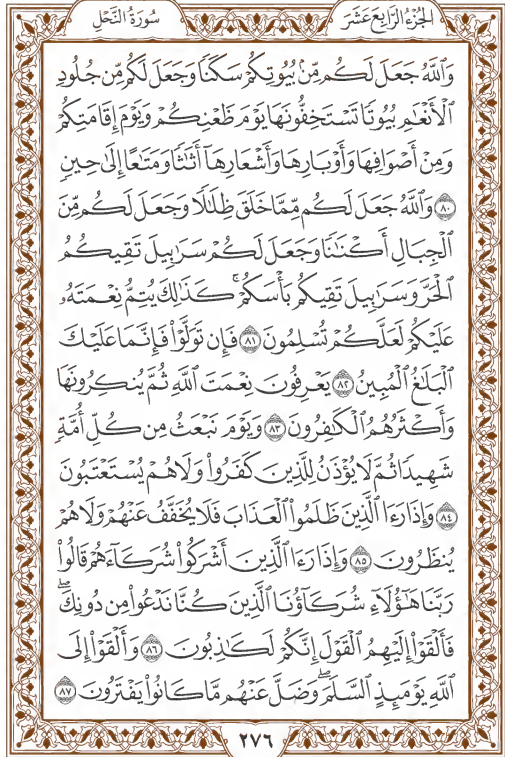 الجزء الرابع عشر
سورة النحل
وَٱللَّهُ جَعَلَ لَكُم مِّنۢ بُيُوتِكُمْ سَكَنًا وَجَعَلَ لَكُم مِّن جُلُودِ
ٱلْأَنْعَـٰمِ بُيُوتًا تَسْتَخِفُّونَهَا يَوْمَ ظَعْنِكُمْ وَيَوْمَ إِقَامَتِكُمْ
وَمِنْ أَصْوَافِهَا وَأَوْبَارِهَا وَأَشْعَارِهَآ أَثَـٰثًا وَمَتَـٰعًا إِلَىٰ حِينٍ
٨٠ وَٱللَّهُ جَعَلَ لَكُم مِّمَّا خَلَقَ ظِلَـٰلًا وَجَعَلَ لَكُم مِّنَ
ٱلْجِبَالِ أَكْنَـٰنًا وَجَعَلَ لَكُمْ سَرَٰبِيلَ تَقِيكُمُ
ٱلْحَرَّ وَسَرَٰبِيلَ تَقِيكُم بَأْسَكُمْ ۚ كَذَٰلِكَ يُتِمُّ نِعْمَتَهُۥ
عَلَيْكُمْ لَعَلَّكُمْ تُسْلِمُونَ ٨١ فَإِن تَوَلَّوْا۟ فَإِنَّمَا عَلَيْكَ
ٱلْبَلَـٰغُ ٱلْمُبِينُ ٨٢ يَعْرِفُونَ نِعْمَتَ ٱللَّهِ ثُمَّ يُنكِرُونَهَا
وَأَكْثَرُهُمُ ٱلْكَـٰفِرُونَ ٨٣ وَيَوْمَ نَبْعَثُ مِن كُلِّ أُمَّةٍ
شَهِيدًا ثُمَّ لَا يُؤْذَنُ لِلَّذِينَ كَفَرُوا۟ وَلَا هُمْ يُسْتَعْتَبُونَ
٨٤ وَإِذَا رَءَا ٱلَّذِينَ ظَلَمُوا۟ ٱلْعَذَابَ فَلَا يُخَفَّفُ عَنْهُمْ وَلَا هُمْ
يُنظَرُونَ ٨٥ وَإِذَا رَءَا ٱلَّذِينَ أَشْرَكُوا۟ شُرَكَآءَهُمْ قَالُوا۟
رَبَّنَا هَـٰٓؤُلَآءِ شُرَكَآؤُنَا ٱلَّذِينَ كُنَّا نَدْعُوا۟ مِن دُونِكَ ۖ
فَأَلْقَوْا۟ إِلَيْهِمُ ٱلْقَوْلَ إِنَّكُمْ لَكَـٰذِبُونَ ٨٦ وَأَلْقَوْا۟ إِلَى
ٱللَّهِ يَوْمَئِذٍ ٱلسَّلَمَ ۖ وَضَلَّ عَنْهُم مَّا كَانُوا۟ يَفْتَرُونَ ٨٧
٢٧٦